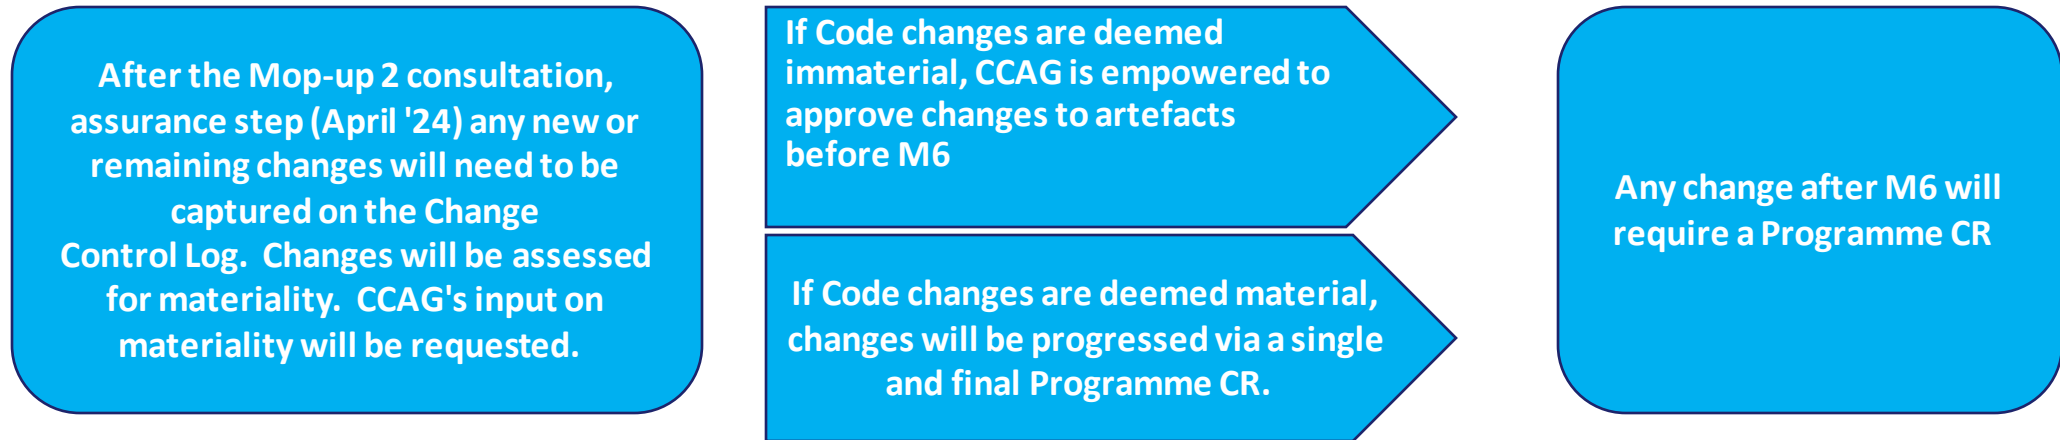 After the Mop-up 2 consultation,
assurance step (April '24) any new or
remaining changes will need to be
captured on the Change
Control Log. Changes will be assessed
for materiality. CCAG's input on
materiality will be requested.
If Code changes are deemed
immaterial, CCAG is empowered to
approve changes to artefacts
before M6
If Code changes are deemed material,
changes will be progressed via a single
and final Programme CR.
Any change after M6 will
require a Programme CR